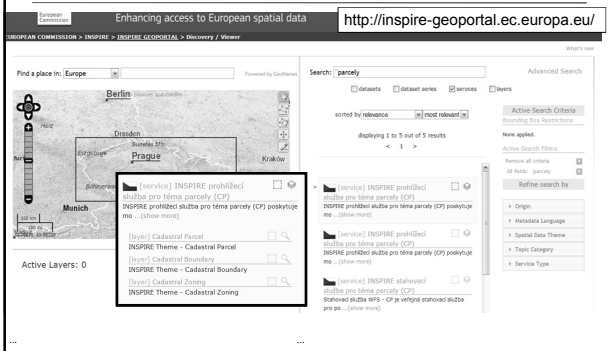 European
Commission
Enhancing access to European spatial data
http://inspire-geoportal.ec.europa.eu/
EUROPEAN COMMISSION > INSPIRE > INSPIRE GEOPORTAL > Discovery / Viewer
What's new
Find a place in: Europe
Powered by GeoNames
Search: parcely
Advanced Search
datasets
dataset series
services
layers
sorted by relevance
most relevant
displaying 1 to 5 out of 5 results
< 1 >
Active Search Criteria
Bounding Box Restrictions
None applied.
Active Search Filters
Remove all criteria
All fields: parcely
Refine search by
Origin
Metadata Language
Spatial Data Theme
Topic Category
Service Type
Berlin
Harz
Dresden
Sudetes Mts
Erzgebirge
Prague
Kraków
Munich
100 km
Active Layers: 0
[service] INSPIRE prohlížecí
služba pro téma parcely (CP)
INSPIRE prohlížecí služba pro téma parcely (CP) poskytuje
mo ...(show more)
[layer] Cadastral Parcel
INSPIRE Theme - Cadastral Parcel
[layer] Cadastral Boundary
INSPIRE Theme - Cadastral Boundary
[layer] Cadastral Zoning
INSPIRE Theme - Cadastral Zoning
[service] INSPIRE prohlížecí
služba pro téma parcely (CP)
INSPIRE prohlížecí služba pro téma parcely (CP) poskytuje
mo ...(show more)
[service] INSPIRE prohlížecí
služba pro téma parcely (CP)
INSPIRE prohlížecí služba pro téma parcely (CP) poskytuje
mo ...(show more)
[service] INSPIRE stahovací
služba pro téma parcely (CP)
Stahovací služba WFS - CP je veřejná stahovací služba
pro po ...(show more)
...
...